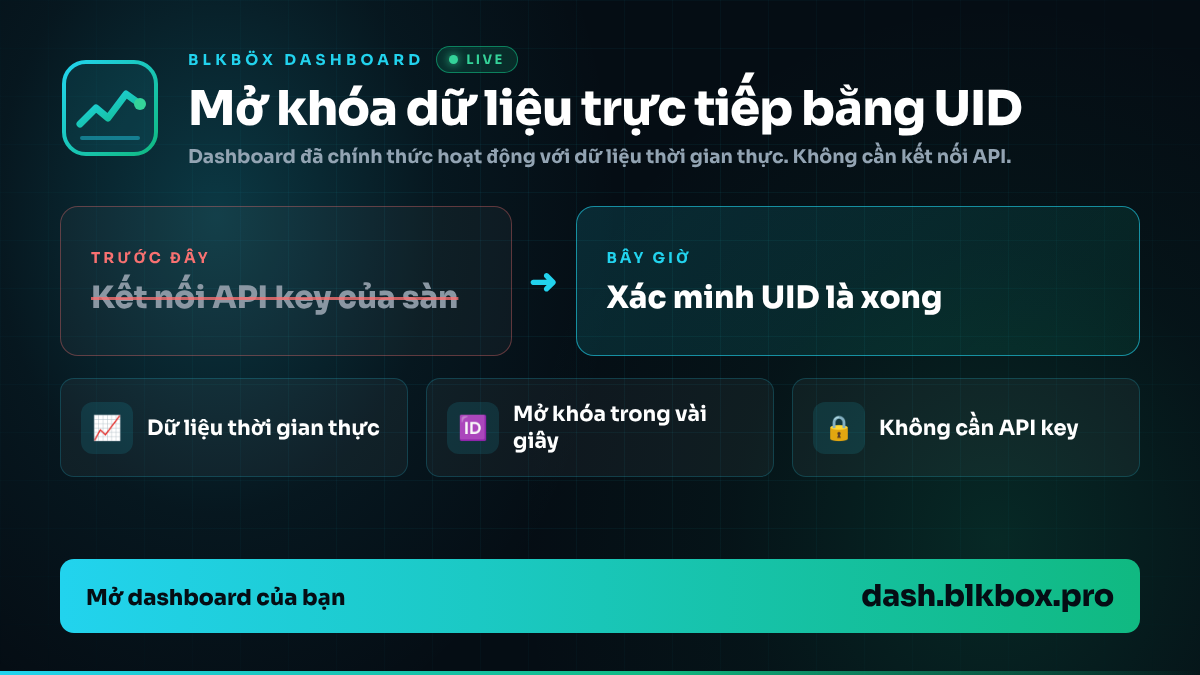 BLKBÖX DASHBOARD
LIVE
Mở khóa dữ liệu trực tiếp bằng UID
Dashboard đã chính thức hoạt động với dữ liệu thời gian thực. Không cần kết nối API.
TRƯỚC ĐÂY
Kết nối API key của sàn
BÂY GIỜ
Xác minh UID là xong
Dữ liệu thời gian thực
ID
Mở khóa trong vài
giây
Không cần API key
Mở dashboard của bạn
dash.blkbox.pro